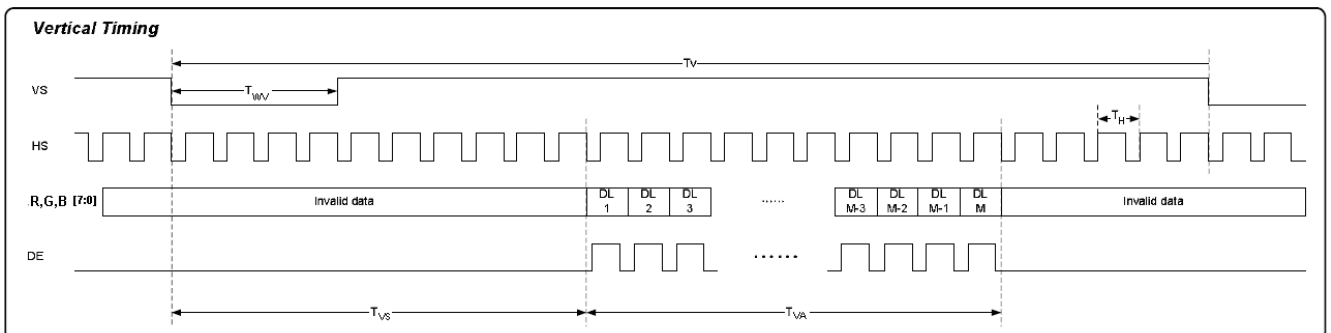 Vertical Timing
Tv
VS
TWV
TH
HS
R,G,B [7:0]
Invalid data
DL 1
DL 2
DL 3
......
DL M-3
DL M-2
DL M-1
DL M
Invalid data
DE
......
TVS
TVA